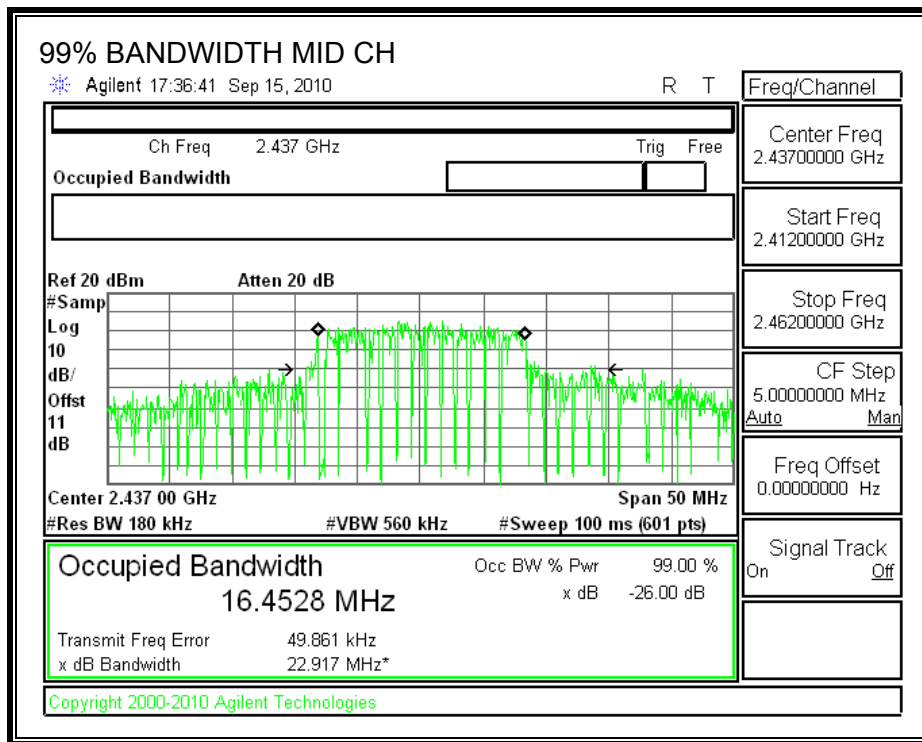 99% BANDWIDTH MID CH
Agilent 17:36:41 Sep 15, 2010 R T
Freq/Channel
Ch Freq 2.437 GHz Trig Free
Occupied Bandwidth
Center Freq
2.43700000 GHz
Start Freq
2.41200000 GHz
Stop Freq
2.46200000 GHz
CF Step
5.00000000 MHz
Auto Man
Freq Offset
0.00000000 Hz
Signal Track
On Off
Ref 20 dBm Atten 20 dB
#Samp
Log
10
dB/
Offst
11
dB
Center 2.437 00 GHz Span 50 MHz
#Res BW 180 kHz #VBW 560 kHz #Sweep 100 ms (601 pts)
Occupied Bandwidth Occ BW % Pwr 99.00 %
16.4528 MHz x dB -26.00 dB
Transmit Freq Error 49.861 kHz
x dB Bandwidth 22.917 MHz*
Copyright 2000-2010 Agilent Technologies